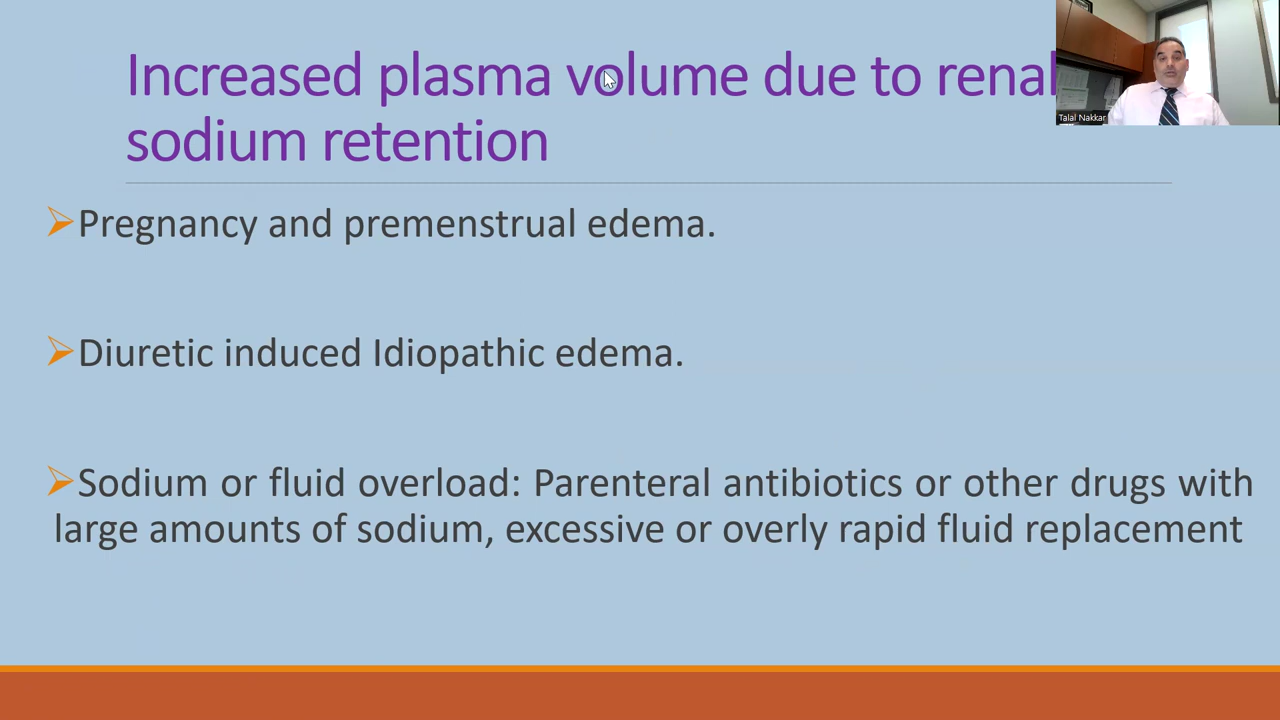 Increased plasma volume due to renal
sodium retention
Talal Nakkar
➢Pregnancy and premenstrual edema.
➢Diuretic induced Idiopathic edema.
➢Sodium or fluid overload: Parenteral antibiotics or other drugs with
large amounts of sodium, excessive or overly rapid fluid replacement